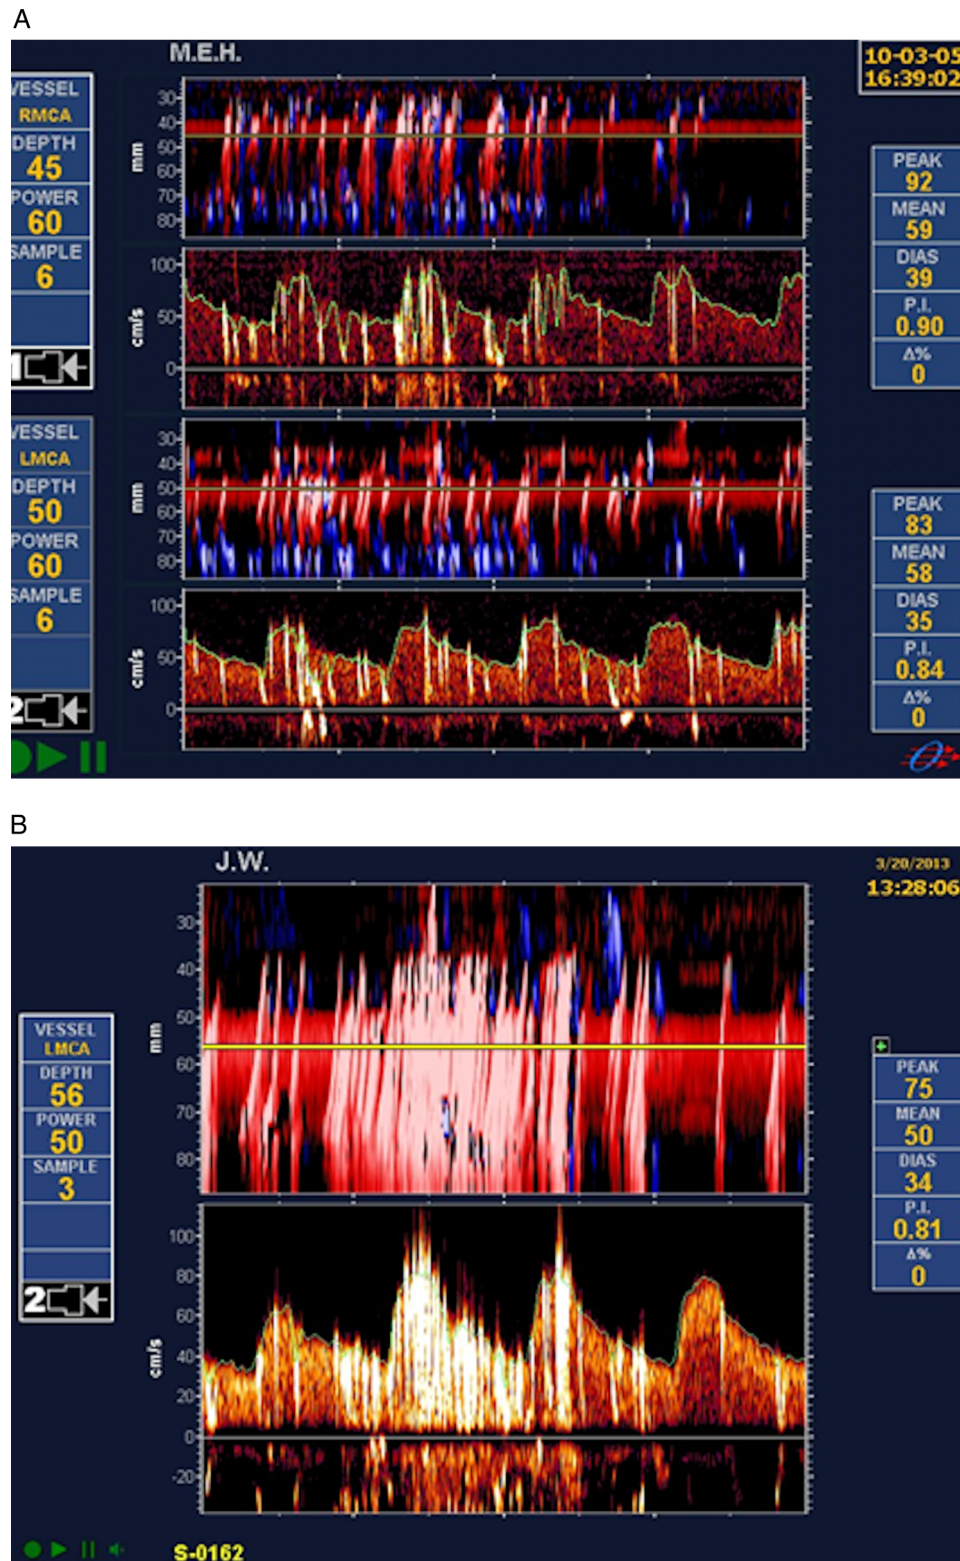 A
M.E.H.
10-03-05
16:39:02
VESSEL
RMCA
DEPTH
45
POWER
60
SAMPLE
6
1
30
40
50
60
70
80
mm
100
50
0
cm/s
PEAK
92
MEAN
59
DIAS
39
P.I.
0.90
Δ%
0
VESSEL
LMCA
DEPTH
50
POWER
60
SAMPLE
6
2
30
40
50
60
70
80
mm
100
50
0
cm/s
PEAK
83
MEAN
58
DIAS
35
P.I.
0.84
Δ%
0
B
J.W.
3/20/2013
13:28:06
VESSEL
LMCA
DEPTH
56
POWER
50
SAMPLE
3
2
30
40
50
60
70
80
mm
100
80
60
40
20
0
-20
cm/s
PEAK
75
MEAN
50
DIAS
34
P.I.
0.81
Δ%
0
S-0162